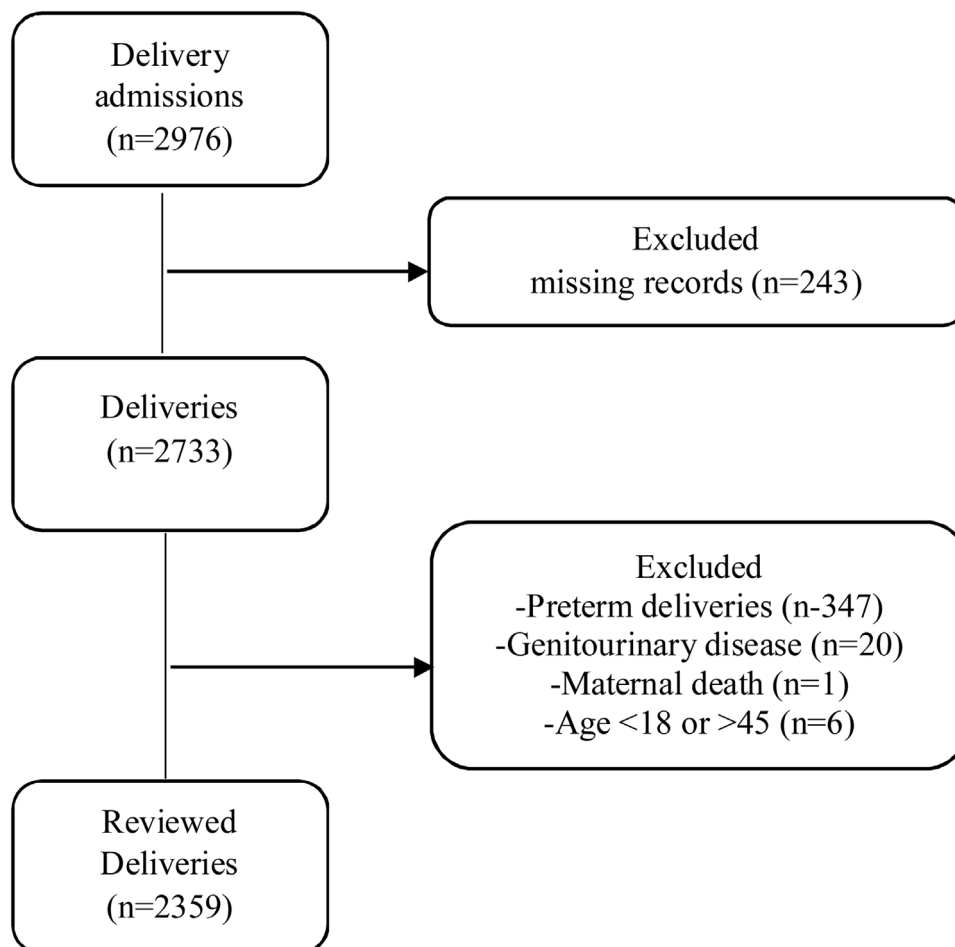 Delivery
admissions
(n=2976)
Excluded
missing records (n=243)
Deliveries
(n=2733)
Excluded
-Preterm deliveries (n-347)
-Genitourinary disease (n=20)
-Maternal death (n=1)
-Age <18 or >45 (n=6)
Reviewed
Deliveries
(n=2359)